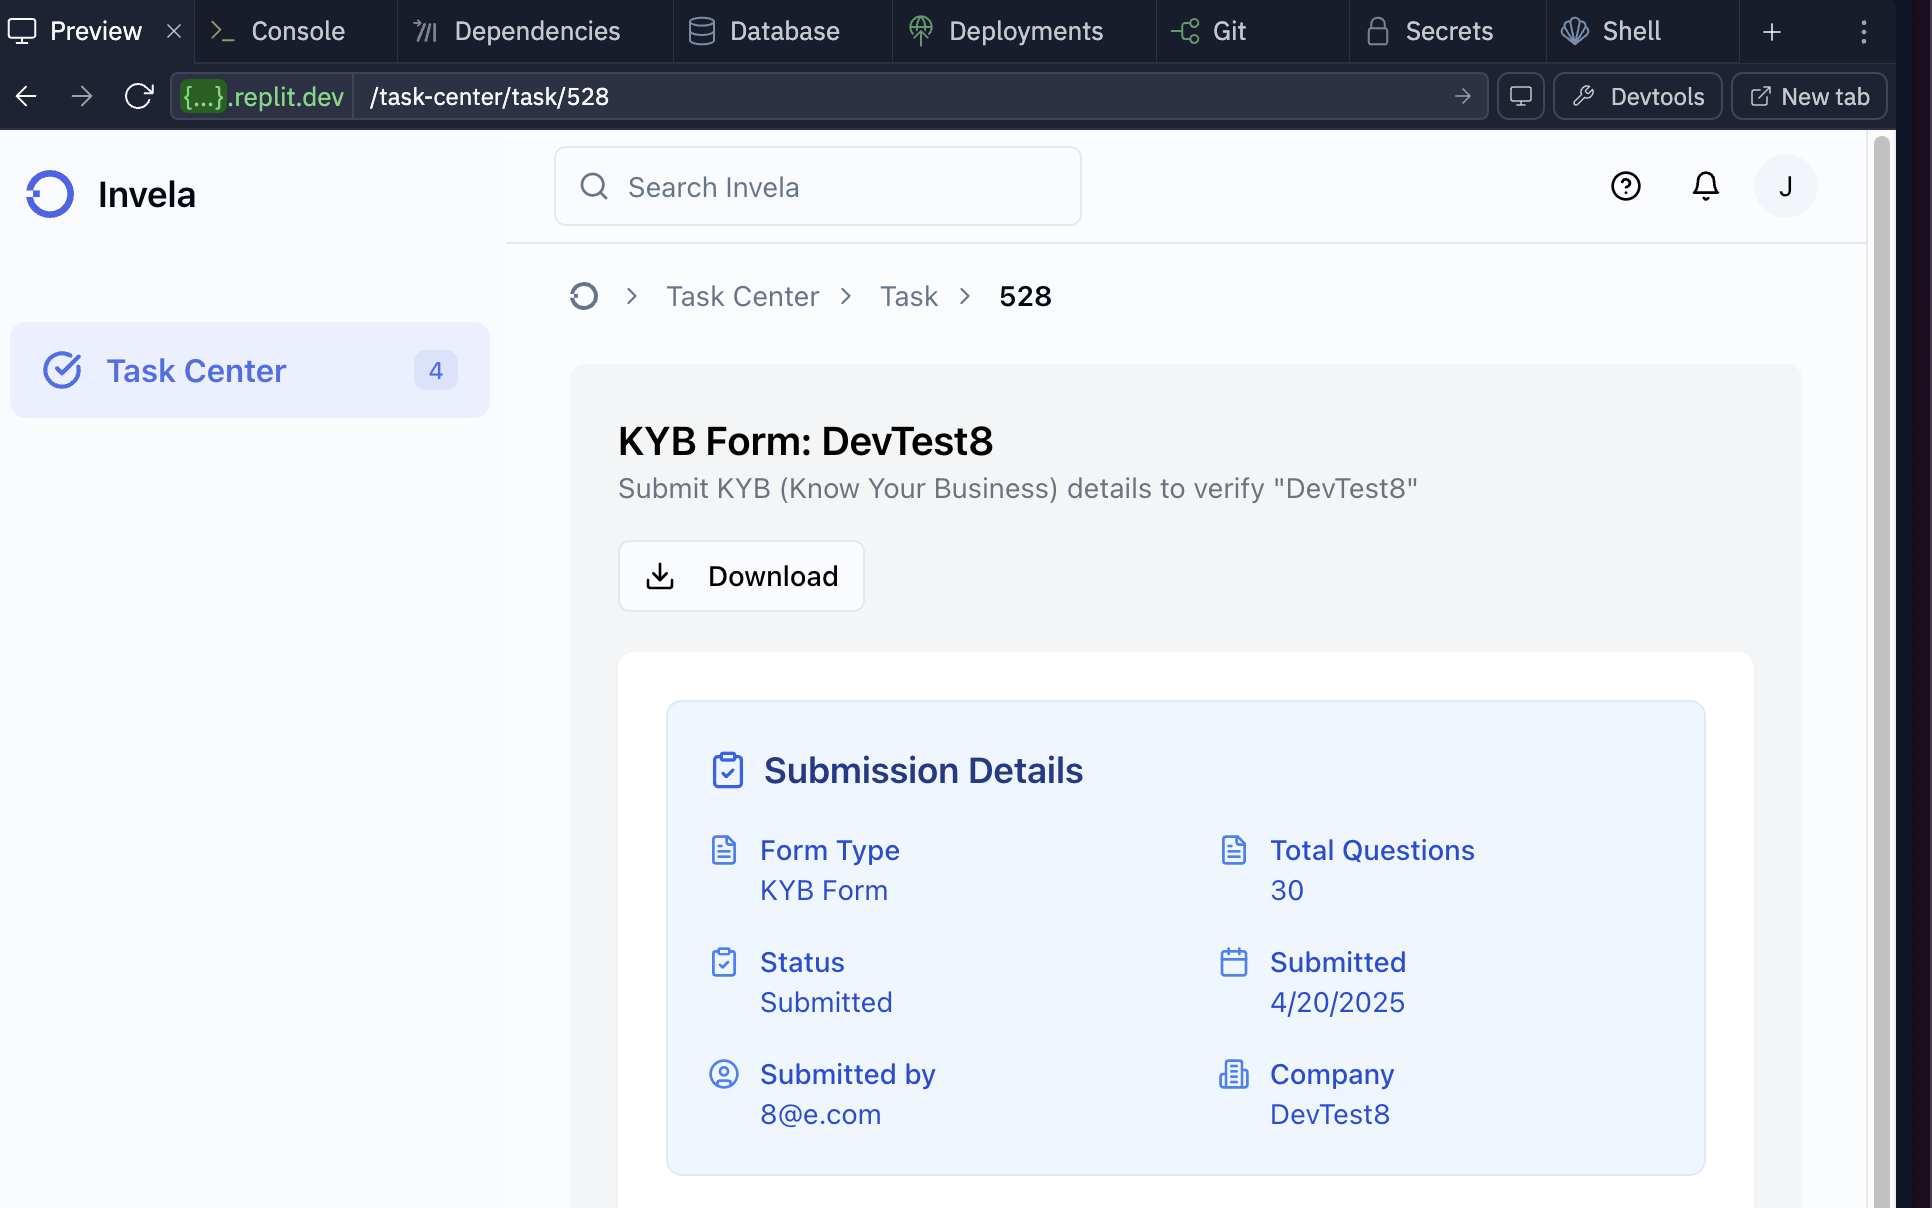 Preview
Console
Dependencies
Database
Deployments
Git
Secrets
Shell
{...}.replit.dev
/task-center/task/528
Devtools
New tab
Invela
Search Invela
J
Task Center
4
Task Center
Task
528
KYB Form: DevTest8
Submit KYB (Know Your Business) details to verify "DevTest8"
Download
Submission Details
Form Type
KYB Form
Total Questions
30
Status
Submitted
Submitted
4/20/2025
Submitted by
8@e.com
Company
DevTest8